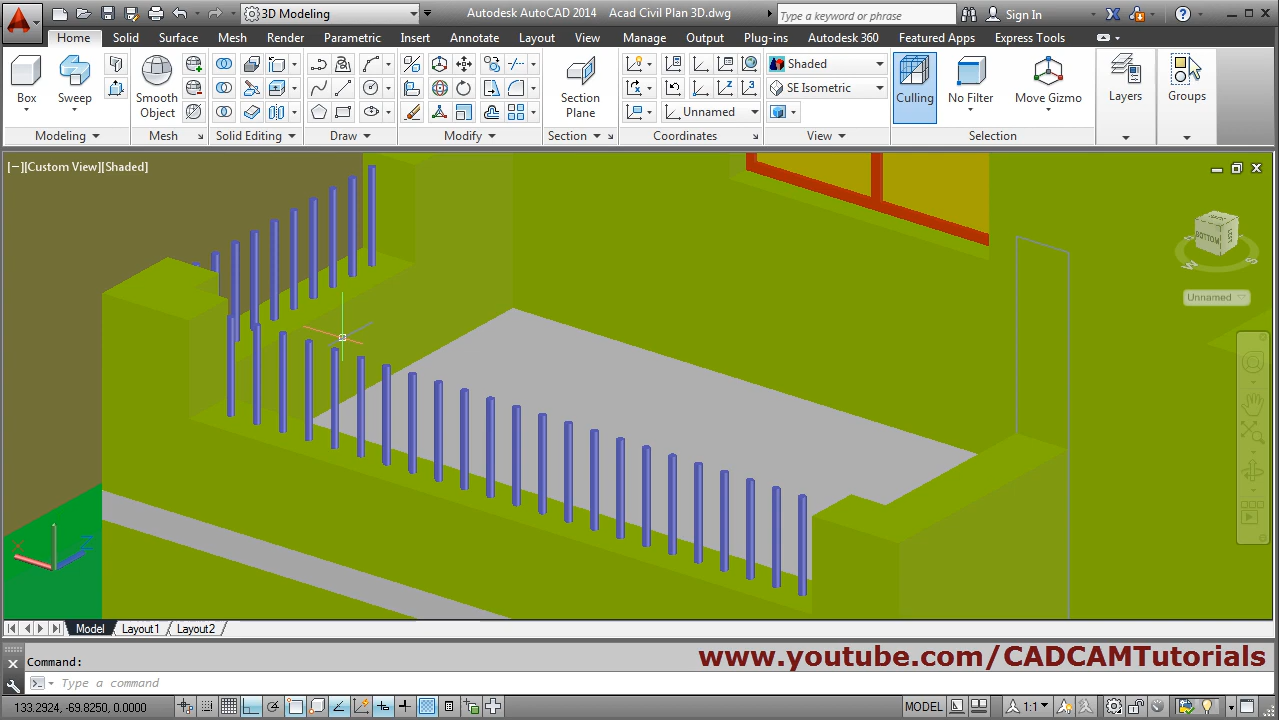 3D Modeling
Autodesk AutoCAD 2014 Acad Civil Plan 3D.dwg
Type a keyword or phrase
Sign In
Home Solid Surface Mesh Render Parametric Insert Annotate Layout View Manage Output Plug-ins Autodesk 360 Featured Apps Express Tools
Box
Sweep
Smooth Object
Section Plane
Unnamed
Shaded
SE Isometric
Culling
No Filter
Move Gizmo
Layers
Groups
Modeling Mesh Solid Editing Draw Modify Section Coordinates View Selection
[−][Custom View][Shaded]
BOTTOM
LEFT
W
S
Unnamed
X
Z
Model Layout1 Layout2
Command:
www.youtube.com/CADCAMTutorials
Type a command
133.2924, -69.8250, 0.0000
MODEL
1:1